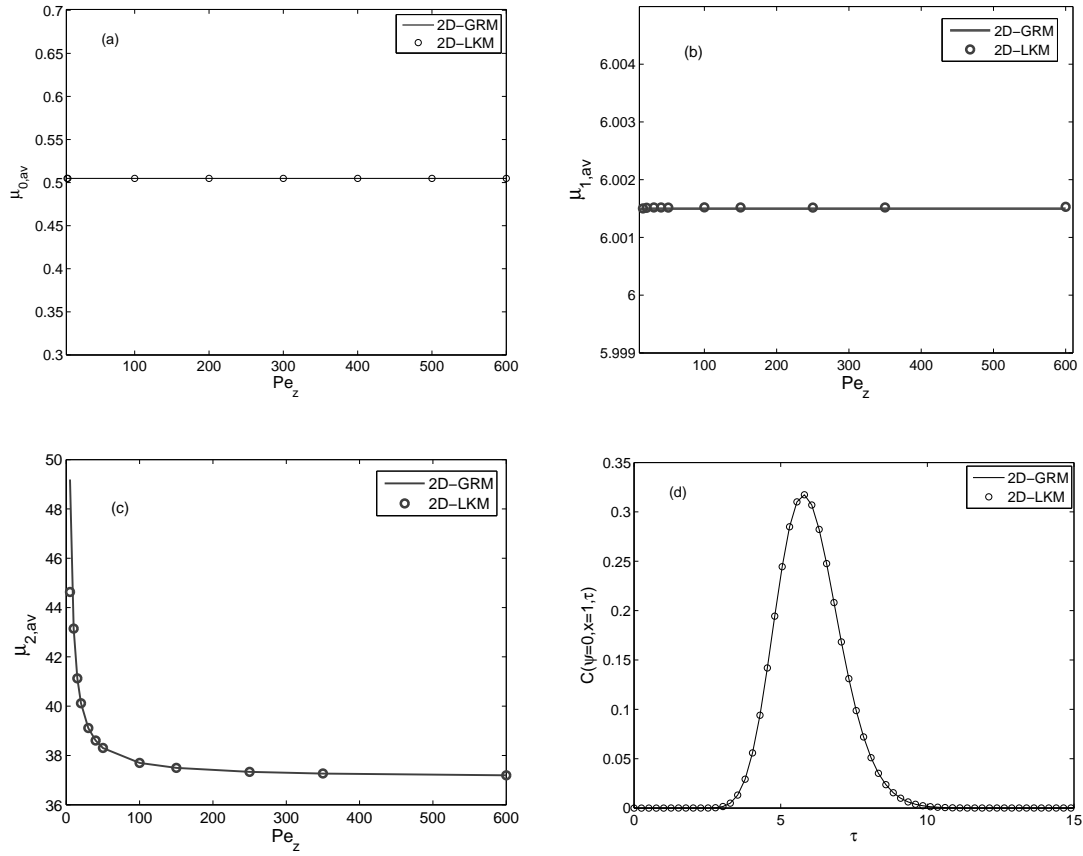 (a)
2D−GRM
2D−LKM
0.7
0.65
0.6
0.55
0.5
0.45
0.4
0.35
0.3
μ0,av
100 200 300 400 500 600
Pez
(b)
2D−GRM
2D−LKM
6.004
6.003
6.002
6.001
6
5.999
μ1,av
100 200 300 400 500 600
Pez
(c)
2D−GRM
2D−LKM
50
48
46
44
42
40
38
36
μ2,av
0 100 200 300 400 500 600
Pez
(d)
2D−GRM
2D−LKM
0.35
0.3
0.25
0.2
0.15
0.1
0.05
0
C(ψ=0,x=1,τ)
0 5 10 15
τ